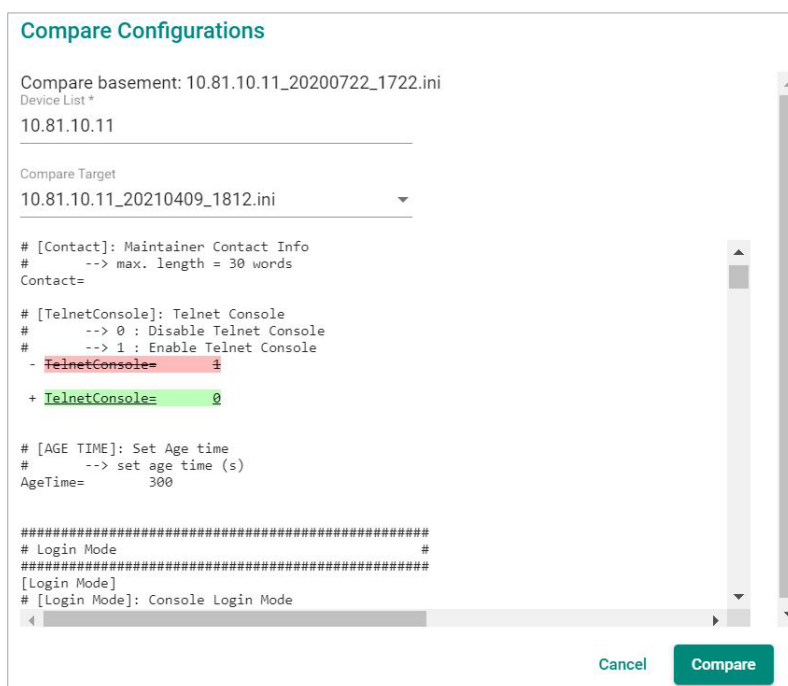 Compare Configurations
Compare basement: 10.81.10.11_20200722_1722.ini
Device List *
10.81.10.11
Compare Target
10.81.10.11_20210409_1812.ini
# [Contact]: Maintainer Contact Info
#       --> max. length = 30 words
Contact=
# [TelnetConsole]: Telnet Console
#       --> 0 : Disable Telnet Console
#       --> 1 : Enable Telnet Console
- TelnetConsole=       1
+ TelnetConsole=       0
# [AGE TIME]: Set Age time
#       --> set age time (s)
AgeTime=        300
###################################################
# Login Mode                                      #
###################################################
[Login Mode]
# [Login Mode]: Console Login Mode
Cancel
Compare